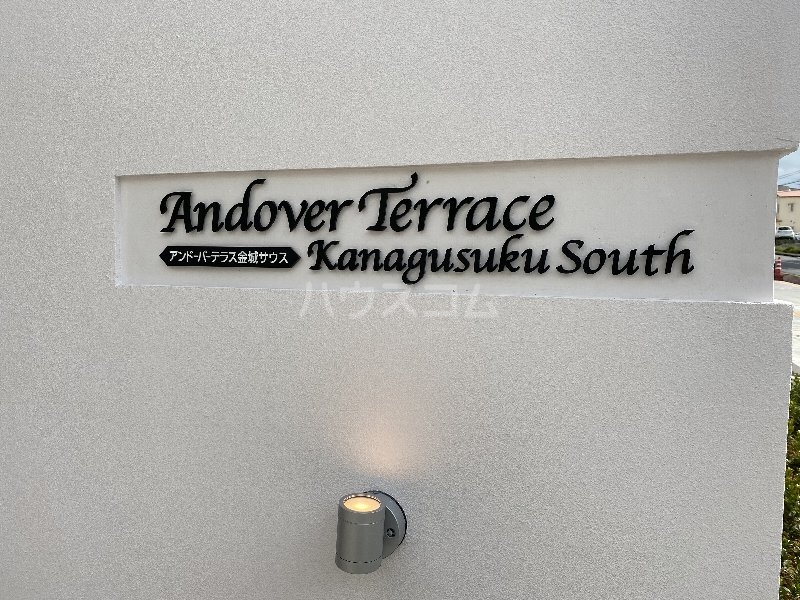 Andover Terrace
アンドーバーテラス金城サウス Kanagusuku South
ハウスコム